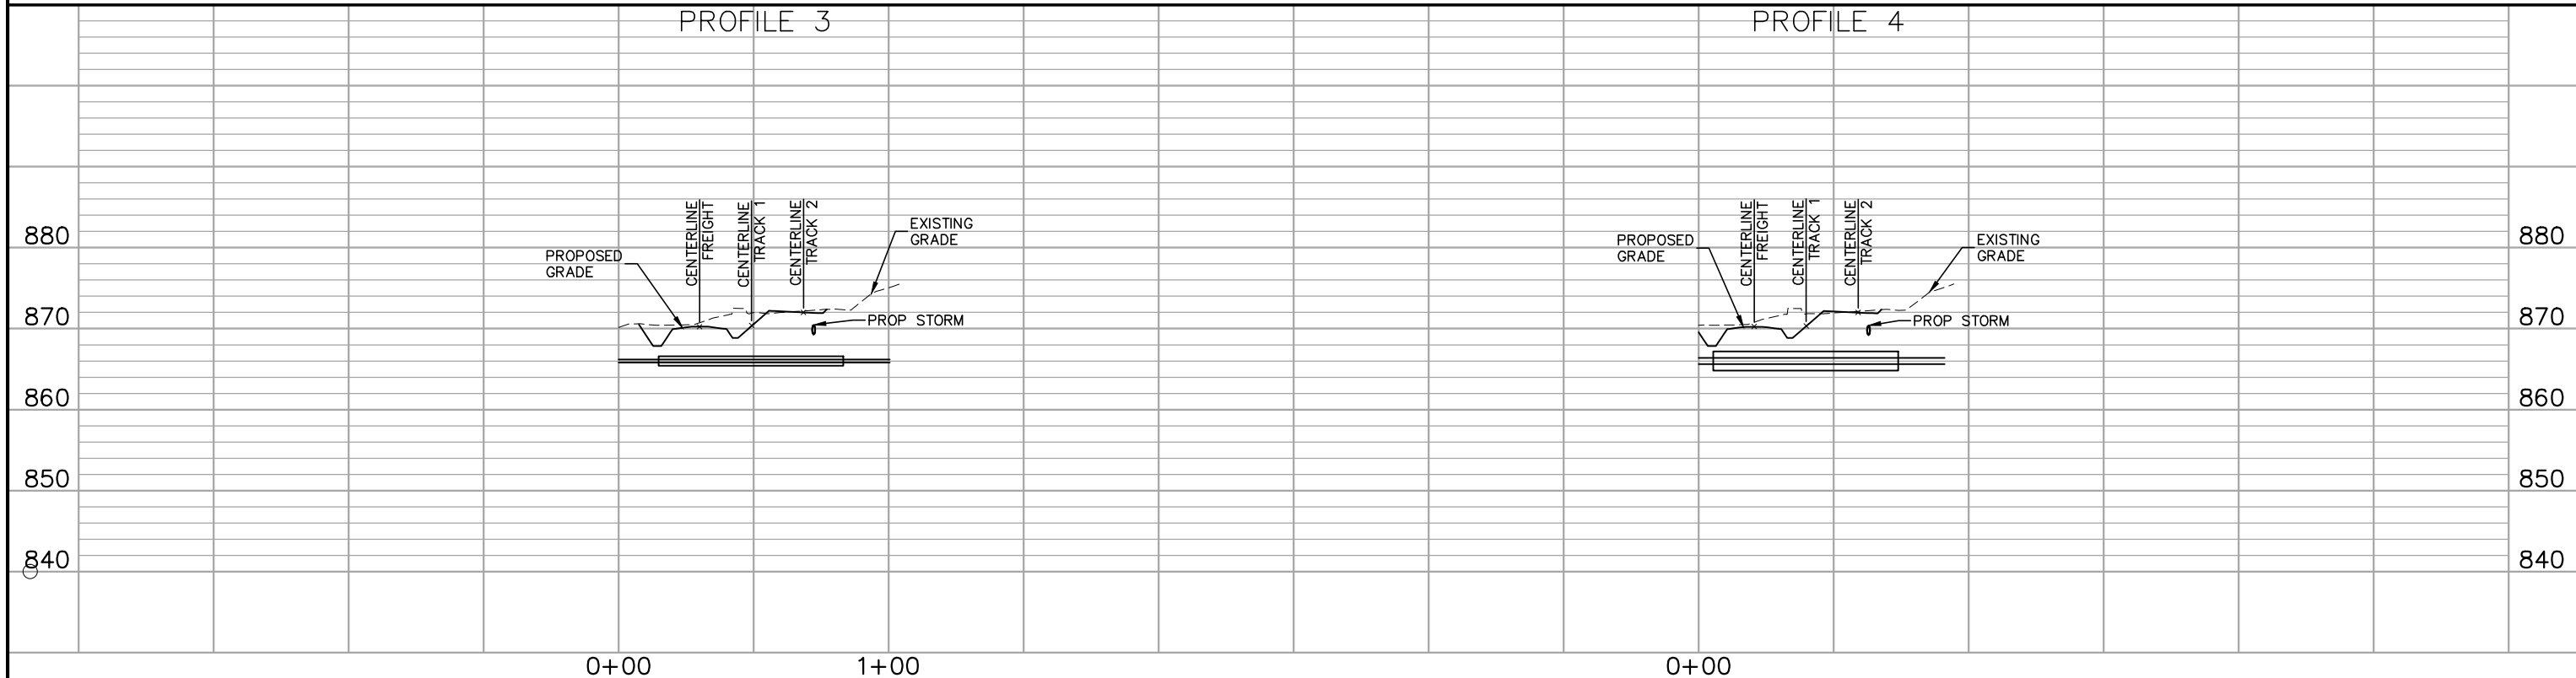 PROFILE 3
PROFILE 4
CENTERLINE
FREIGHT
CENTERLINE
TRACK 1
CENTERLINE
TRACK 2
EXISTING
GRADE
PROPOSED
GRADE
PROP STORM
CENTERLINE
FREIGHT
CENTERLINE
TRACK 1
CENTERLINE
TRACK 2
PROPOSED
GRADE
EXISTING
GRADE
PROP STORM
880
870
860
850
840
880
870
860
850
840
0+00
1+00
0+00